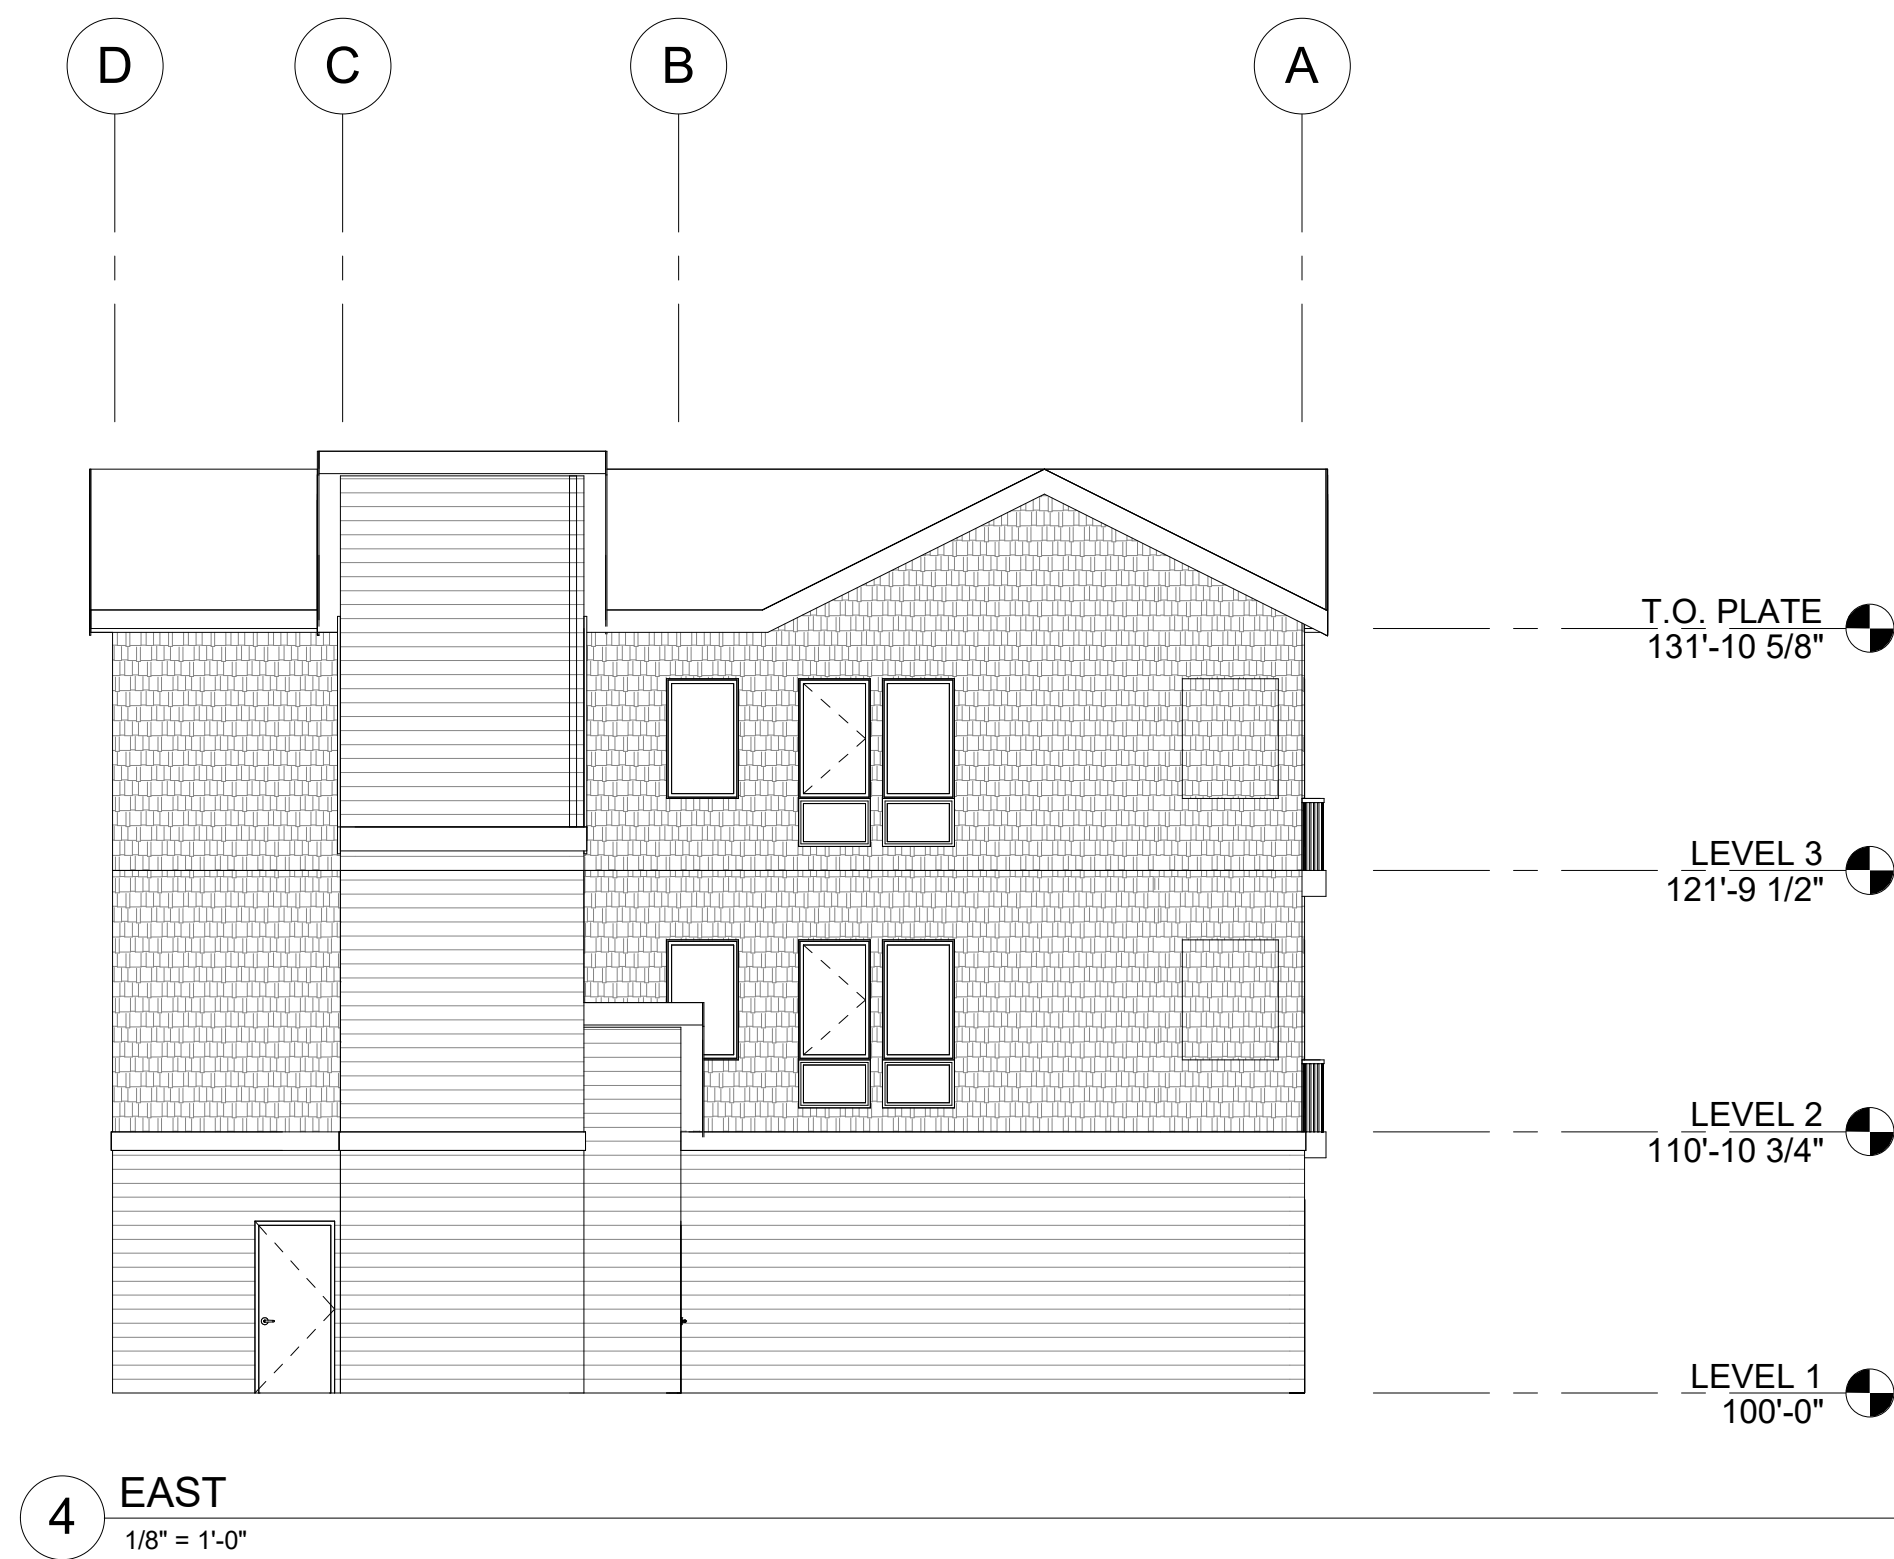 D
C
B
A
T.O. PLATE
131'-10 5/8"
LEVEL 3
121'-9 1/2"
LEVEL 2
110'-10 3/4"
LEVEL 1
100'-0"
4
EAST
1/8" = 1'-0"